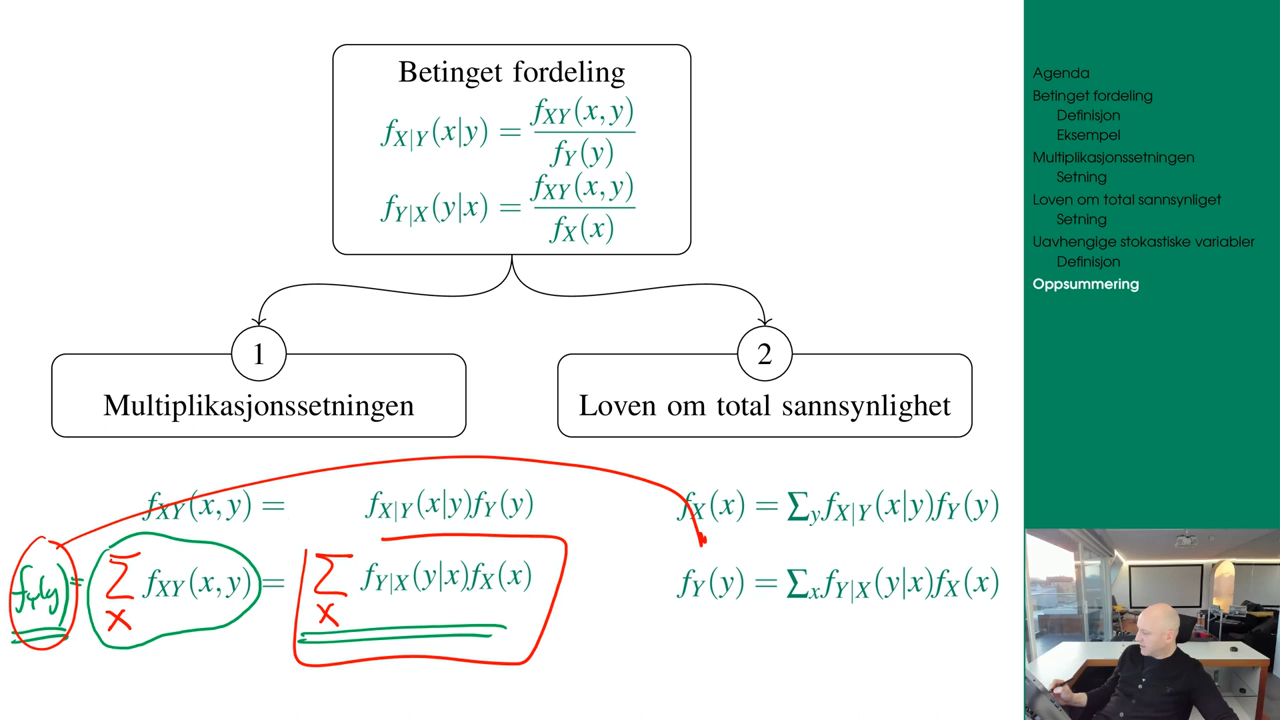 Betinget fordeling
f_{X|Y}(x|y) = f_{XY}(x, y) / f_Y(y)
f_{Y|X}(y|x) = f_{XY}(x, y) / f_X(x)
1
Multiplikasjonssetningen
2
Loven om total sannsynlighet
f_{XY}(x, y) = f_{X|Y}(x|y)f_Y(y)
f_Y(y) = ∑_X f_{XY}(x, y) = ∑_X f_{Y|X}(y|x)f_X(x)
f_X(x) = ∑_y f_{X|Y}(x|y)f_Y(y)
f_Y(y) = ∑_x f_{Y|X}(y|x)f_X(x)
Agenda
Betinget fordeling
Definisjon
Eksempel
Multiplikasjonssetningen
Setning
Loven om total sannsynliget
Setning
Uavhengige stokastiske variabler
Definisjon
Oppsummering